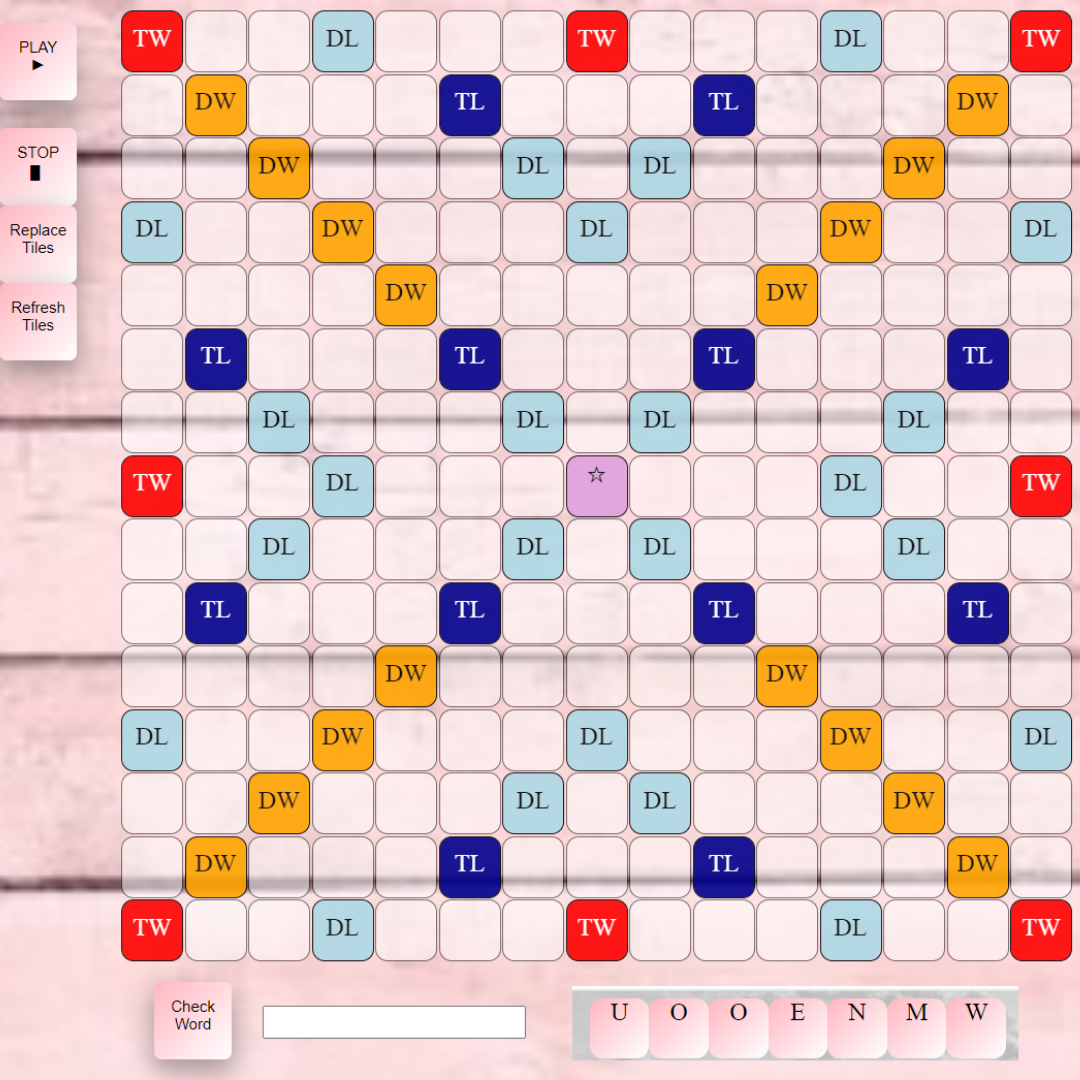 PLAY
►
STOP
Replace
Tiles
Refresh
Tiles
TW DL TW DL TW
DW TL TL DW
DW DL DL DW
DL DW DL DW DL
DW DW
TL TL TL TL
DL DL DL DL
TW DL ☆ DL TW
DL DL DL DL
TL TL TL TL
DW DW
DL DW DL DW DL
DW DL DL DW
DW TL TL DW
TW DL TW DL TW
Check
Word
U O O E N M W